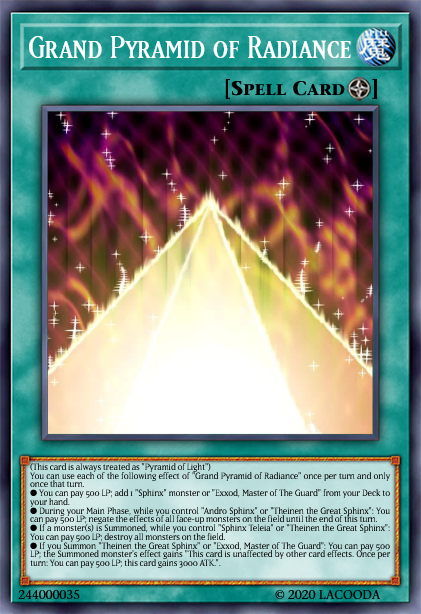 GRAND PYRAMID OF RADIANCE
魔
[SPELL CARD]
(This card is always treated as "Pyramid of Light")
You can use each of the following effect of "Grand Pyramid of Radiance" once per turn and only
once that turn.
● You can pay 500 LP; add 1 "Sphinx" monster or "Exxod, Master of The Guard" from your Deck to
your hand.
● During your Main Phase, while you control "Andro Sphinx" or "Theinen the Great Sphinx": You
can pay 500 LP; negate the effects of all face-up monsters on the field until the end of this turn.
● If a monster(s) is Summoned, while you control "Sphinx Teleia" or "Theinen the Great Sphinx":
You can pay 500 LP; destroy all monsters on the field.
● If you Summon "Theinen the Great Sphinx" or "Exxod, Master of The Guard": You can pay 500
LP; the Summoned monster's effect gains "This card is unaffected by other card effects. Once per
turn: You can pay 500 LP; this card gains 3000 ATK.".
244000035
© 2020 LACOODA